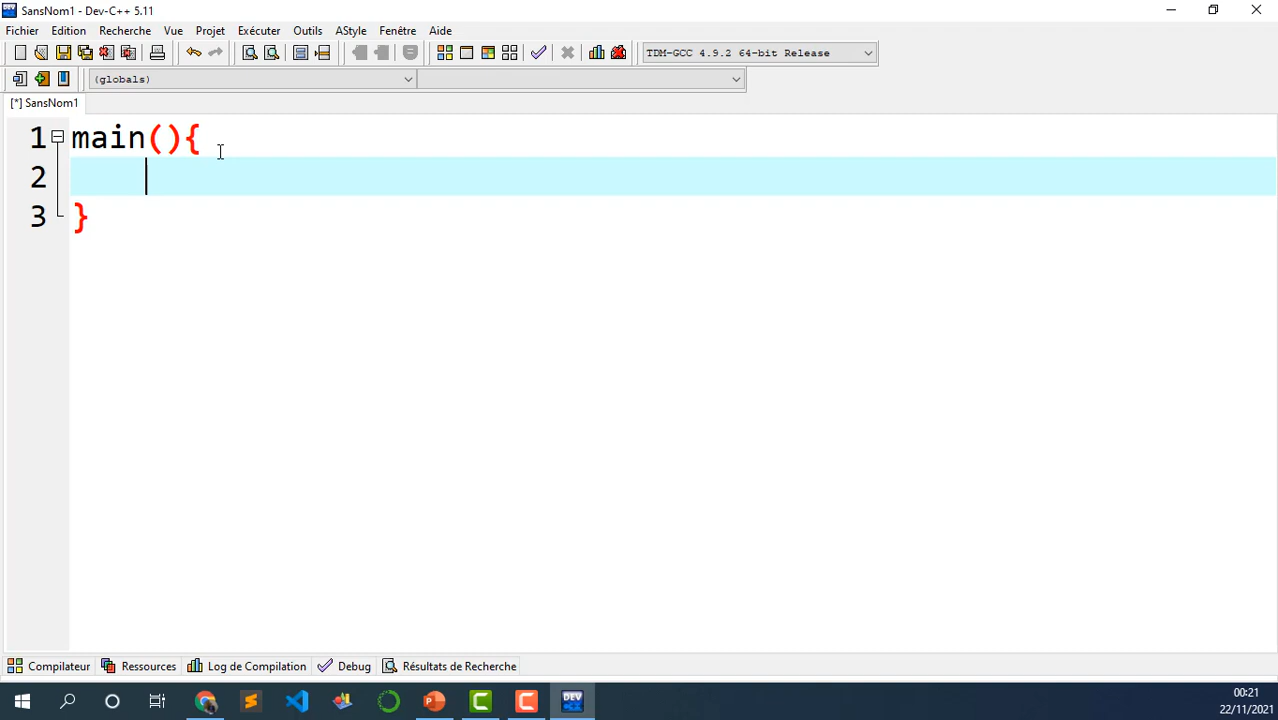 SansNom1 - Dev-C++ 5.11
Fichier Edition Recherche Vue Projet Exécuter Outils AStyle Fenêtre Aide
TDM-GCC 4.9.2 64-bit Release
(globals)
[*] SansNom1
1 main(){
2
3 }
Compilateur Ressources Log de Compilation Debug Résultats de Recherche
DEV
00:21
22/11/2021